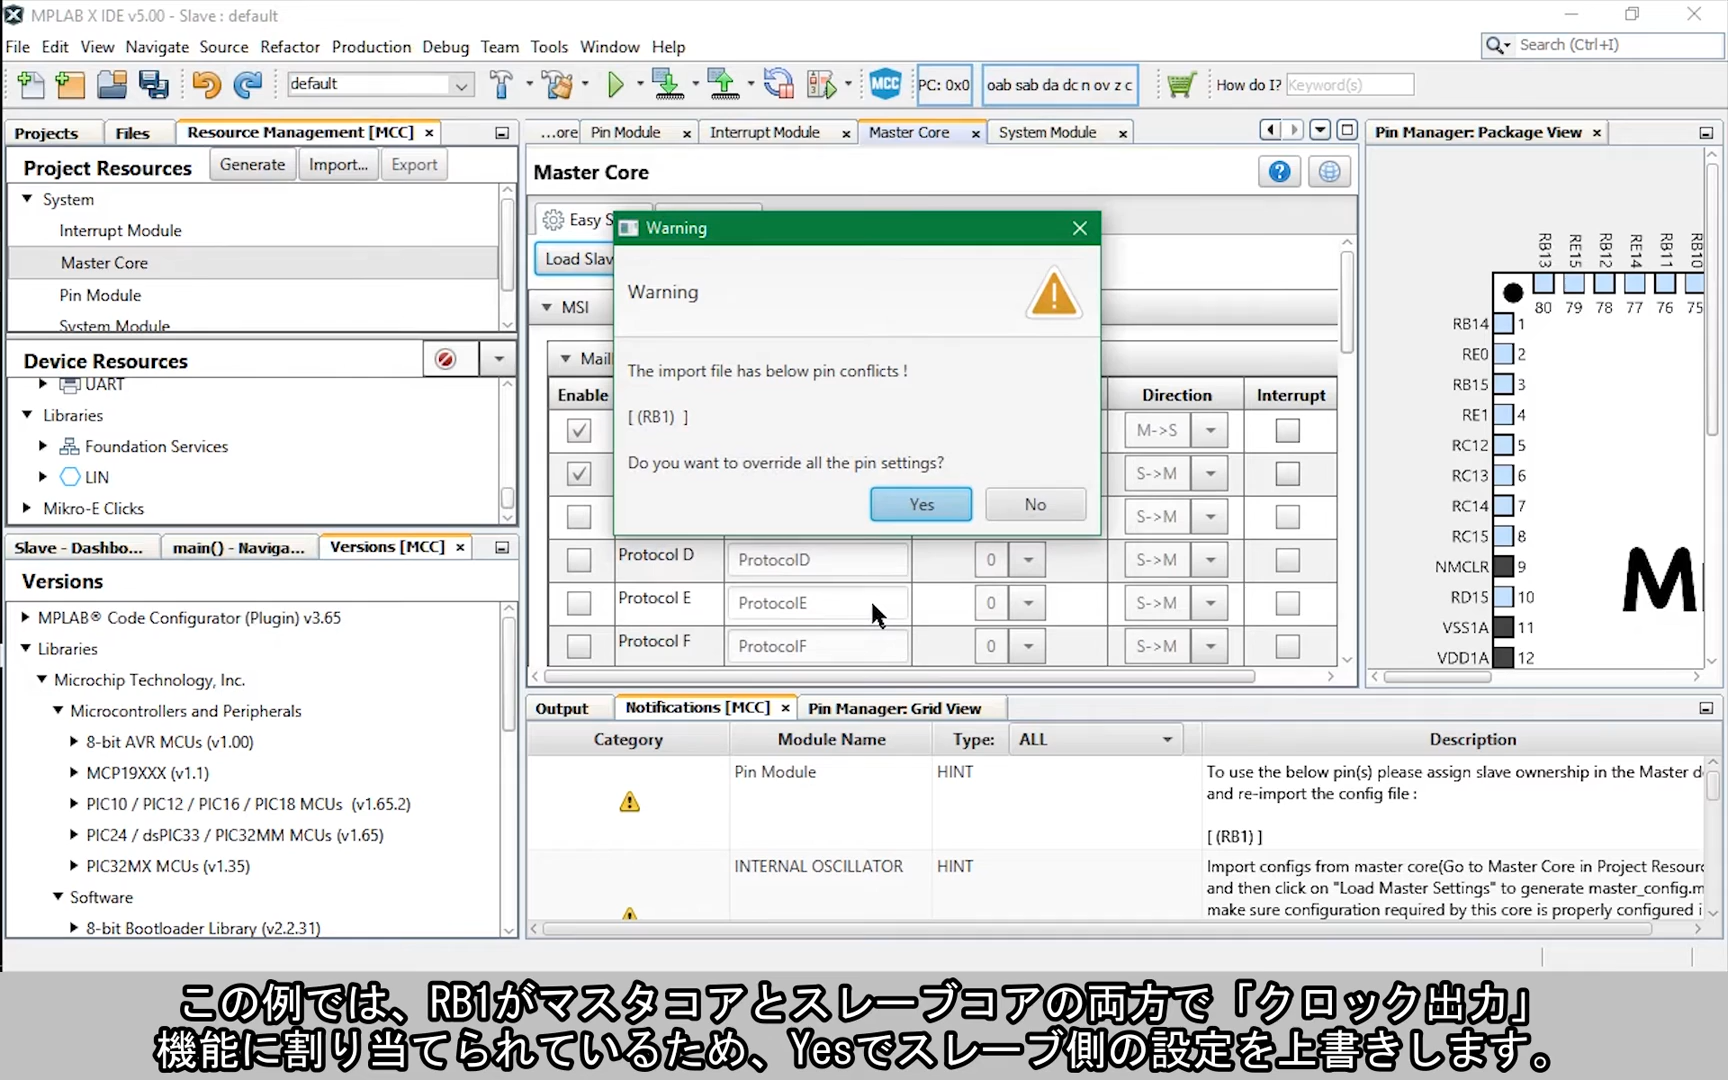 MPLAB X IDE v5.00 - Slave : default
File Edit View Navigate Source Refactor Production Debug Team Tools Window Help
Search (Ctrl+I)
default
MCC
PC: 0x0
oab sab da dc n ov z c
How do I?
Keyword(s)
Projects
Files
Resource Management [MCC]
Project Resources
Generate
Import...
Export
System
Interrupt Module
Master Core
Pin Module
System Module
Device Resources
UART
Libraries
Foundation Services
LIN
Mikro-E Clicks
Slave - Dashbo...
main() - Naviga...
Versions [MCC]
Versions
MPLAB® Code Configurator (Plugin) v3.65
Libraries
Microchip Technology, Inc.
Microcontrollers and Peripherals
8-bit AVR MCUs (v1.00)
MCP19XXX (v1.1)
PIC10 / PIC12 / PIC16 / PIC18 MCUs (v1.65.2)
PIC24 / dsPIC33 / PIC32MM MCUs (v1.65)
PIC32MX MCUs (v1.35)
Software
8-bit Bootloader Library (v2.2.31)
...ore
Pin Module
Interrupt Module
Master Core
System Module
Master Core
Easy S
Load Slav
MSI
Mail
Enable
Direction
Interrupt
M->S
S->M
S->M
Protocol D ProtocolD 0 S->M
Protocol E ProtocolE 0 S->M
Protocol F ProtocolF 0 S->M
Warning
Warning
The import file has below pin conflicts !
[ (RB1) ]
Do you want to override all the pin settings?
Yes
No
Pin Manager: Package View
RB13 RE15 RB12 RE14 RB11 RB10
80 79 78 77 76 75
RB14 1
RE0 2
RB15 3
RE1 4
RC12 5
RC13 6
RC14 7
RC15 8
NMCLR 9
RD15 10
VSS1A 11
VDD1A 12
M
Output
Notifications [MCC]
Pin Manager: Grid View
Category
Module Name
Type:
ALL
Description
Pin Module
HINT
To use the below pin(s) please assign slave ownership in the Master d
and re-import the config file :
[ (RB1) ]
INTERNAL OSCILLATOR
HINT
Import configs from master core(Go to Master Core in Project Resour
and then click on "Load Master Settings" to generate master_config.m
make sure configuration required by this core is properly configured i
この例では、RB1がマスタコアとスレーブコアの両方で「クロック出力」
機能に割り当てられているため、Yesでスレーブ側の設定を上書きします。